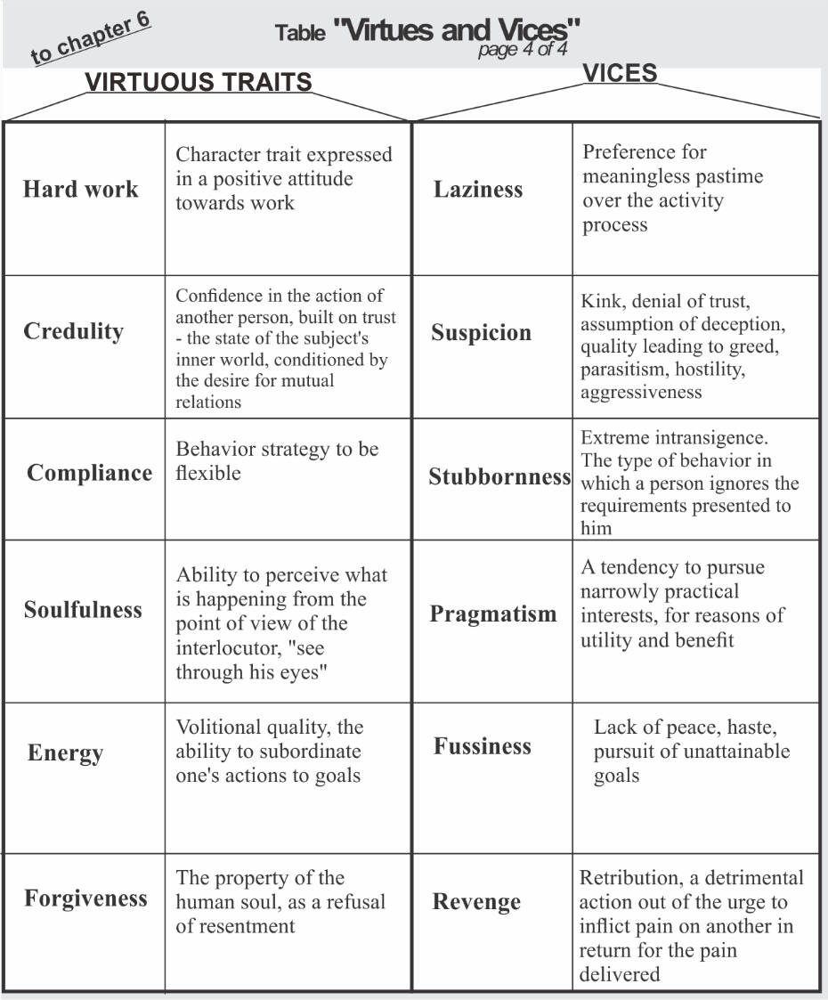 to chapter 6
Table "Virtues and Vices"
page 4 of 4
VIRTUOUS TRAITS
VICES
Hard work
Character trait expressed
in a positive attitude
towards work
Laziness
Preference for
meaningless pastime
over the activity
process
Credulity
Confidence in the action of
another person, built on trust
- the state of the subject's
inner world, conditioned by
the desire for mutual
relations
Suspicion
Kink, denial of trust,
assumption of deception,
quality leading to greed,
parasitism, hostility,
aggressiveness
Compliance
Behavior strategy to be
flexible
Stubbornness
Extreme intransigence.
The type of behavior in
which a person ignores the
requirements presented to
him
Soulfulness
Ability to perceive what
is happening from the
point of view of the
interlocutor, "see
through his eyes"
Pragmatism
A tendency to pursue
narrowly practical
interests, for reasons of
utility and benefit
Energy
Volitional quality, the
ability to subordinate
one's actions to goals
Fussiness
Lack of peace, haste,
pursuit of unattainable
goals
Forgiveness
The property of the
human soul, as a refusal
of resentment
Revenge
Retribution, a detrimental
action out of the urge to
inflict pain on another in
return for the pain
delivered